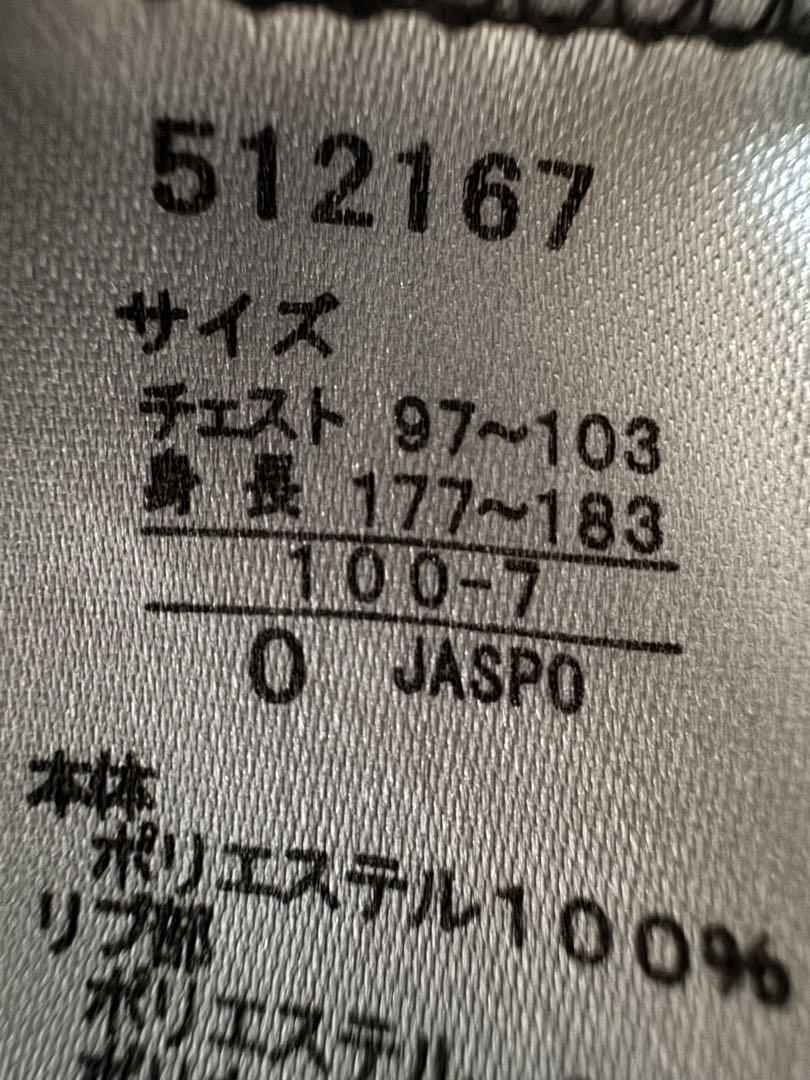 512167
サイズ
チェスト 97~103
身 長 177~183
100-7
O JASPO
本体
ポリエステル100%
リブ部
ポリエステル